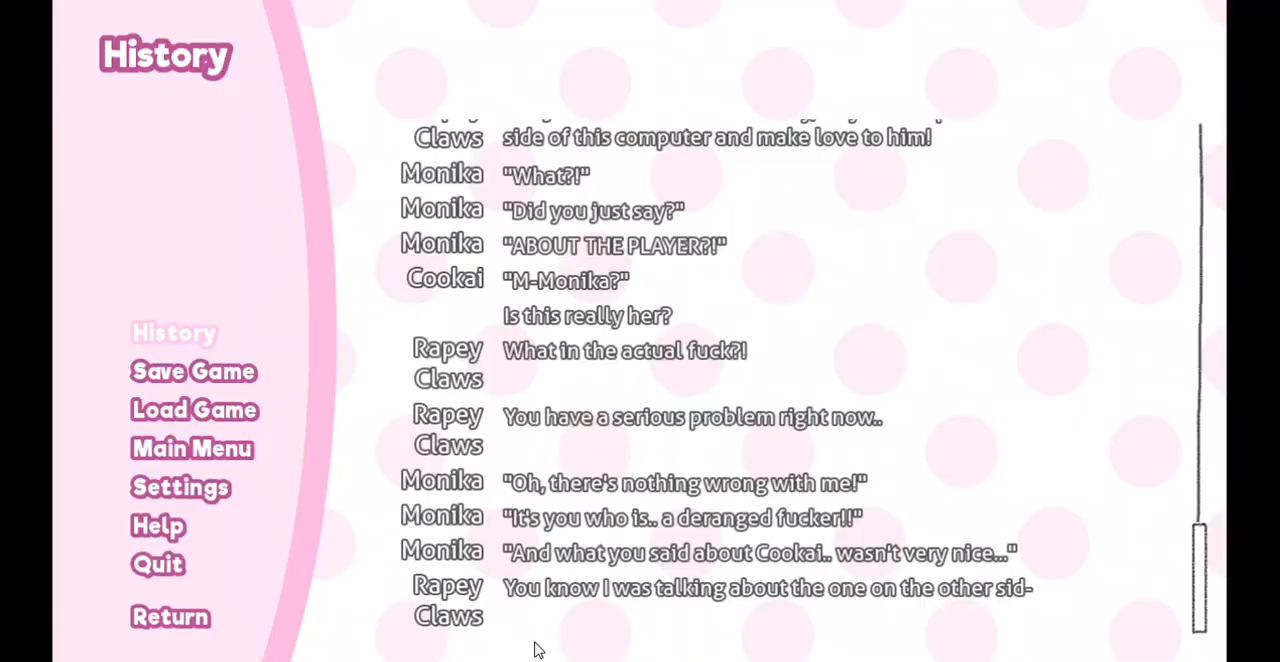 History
Claws side of this computer and make love to him!
Monika "What?!"
Monika "Did you just say?"
Monika "ABOUT THE PLAYER?!"
Cookai "M-Monika?"
Is this really her?
Rapey What in the actual fuck?!
Claws
Rapey You have a serious problem right now..
Claws
Monika "Oh, there's nothing wrong with me!"
Monika "It's you who is.. a deranged fucker!!"
Monika "And what you said about Cookai.. wasn't very nice..."
Rapey You know I was talking about the one on the other sid-
Claws
History
Save Game
Load Game
Main Menu
Settings
Help
Quit
Return